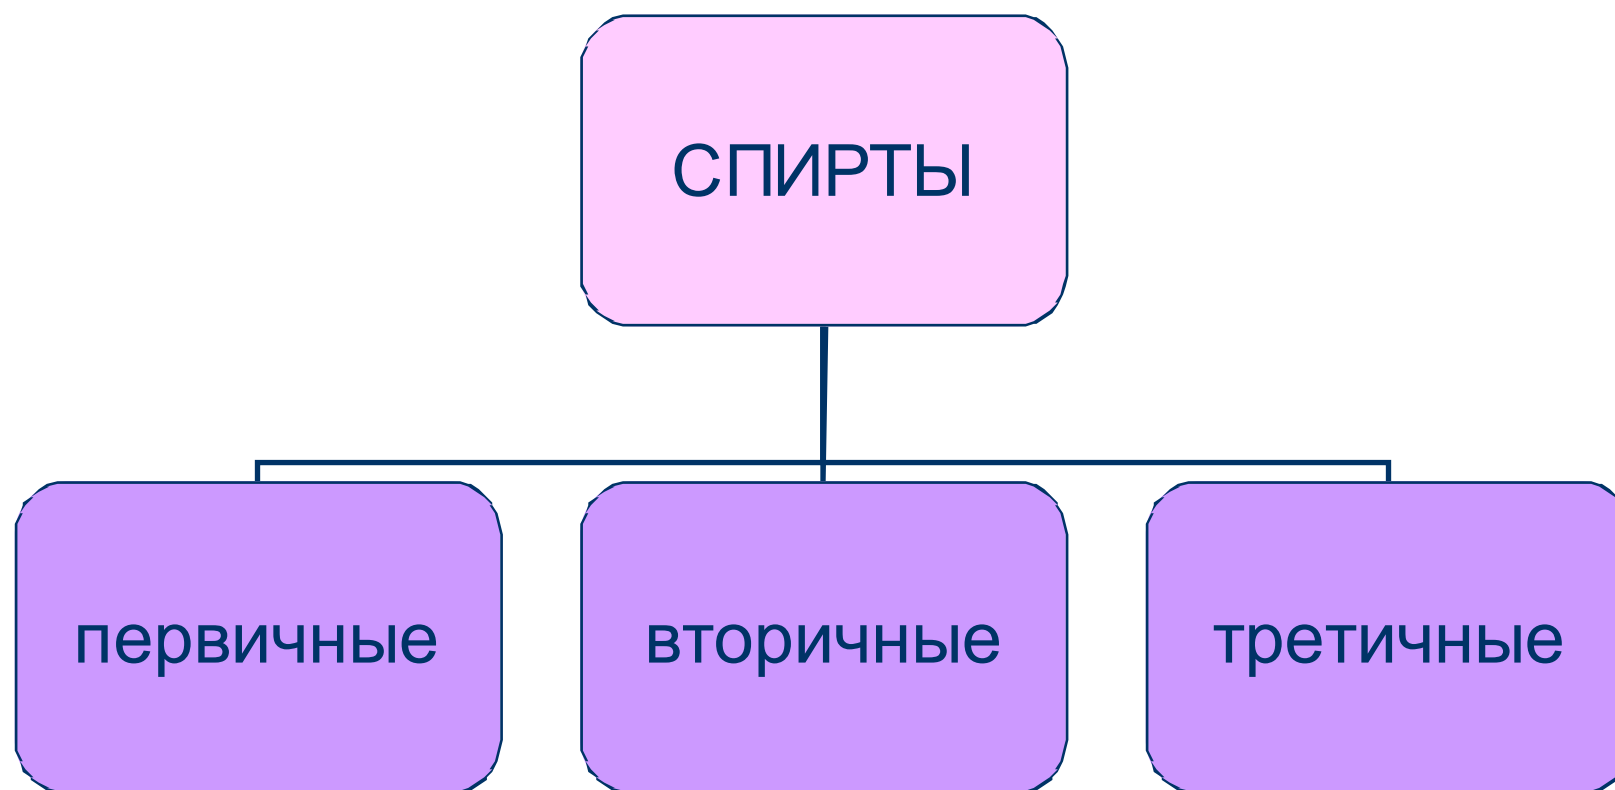 СПИРТЫ
первичные
вторичные
третичные